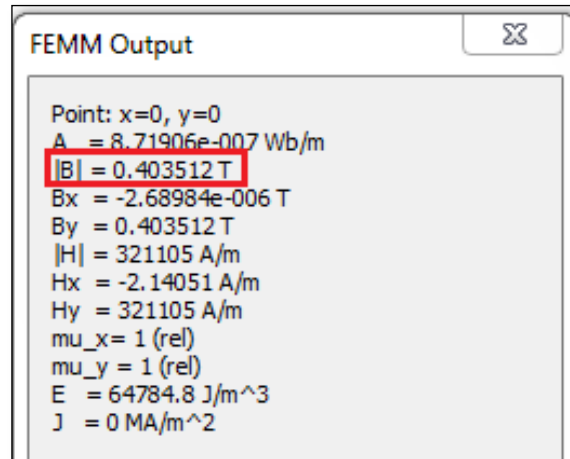 FEMM Output
Point: x=0, y=0
A = 8.71906e-007 Wb/m
|B| = 0.403512 T
Bx = -2.68984e-006 T
By = 0.403512 T
|H| = 321105 A/m
Hx = -2.14051 A/m
Hy = 321105 A/m
mu_x= 1 (rel)
mu_y = 1 (rel)
E = 64784.8 J/m^3
J = 0 MA/m^2